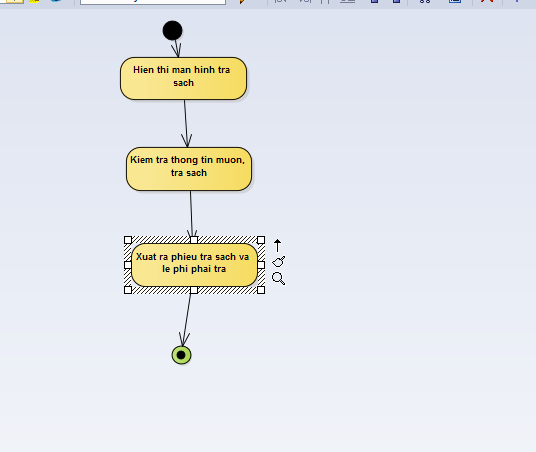 Hien thi man hinh tra
sach
Kiem tra thong tin muon,
tra sach
Xuat ra phieu tra sach va
le phi phai tra